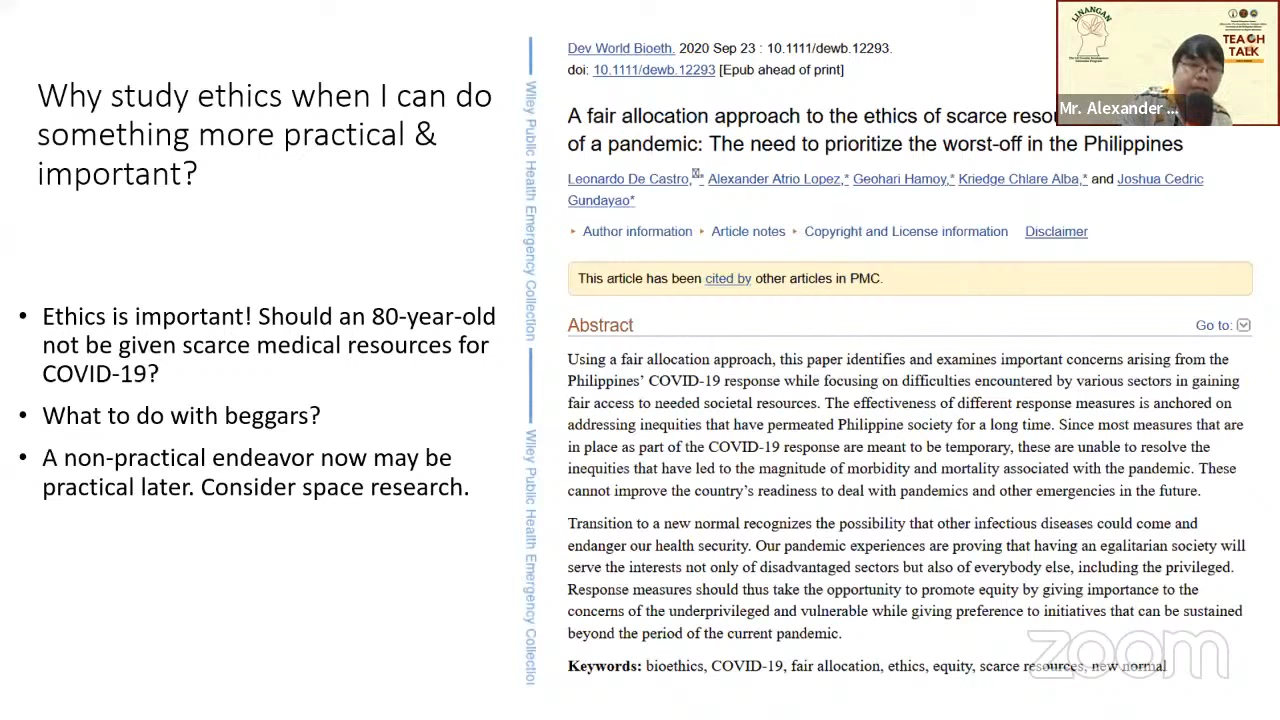 Why study ethics when I can do
something more practical &
important?
• Ethics is important! Should an 80-year-old
not be given scarce medical resources for
COVID-19?
• What to do with beggars?
• A non-practical endeavor now may be
practical later. Consider space research.
Wiley Public Health Emergency Collection
Wiley Public Health Emergency Collection
Dev World Bioeth. 2020 Sep 23 : 10.1111/dewb.12293.
doi: 10.1111/dewb.12293 [Epub ahead of print]
A fair allocation approach to the ethics of scarce
of a pandemic: The need to prioritize the worst-off in the Philippines
Leonardo De Castro,* Alexander Atrio Lopez,* Geohari Hamoy,* Kriedge Chlare Alba,* and Joshua Cedric
Gundayao*
▸ Author information ▸ Article notes ▸ Copyright and License information Disclaimer
This article has been cited by other articles in PMC.
Abstract
Go to:
Using a fair allocation approach, this paper identifies and examines important concerns arising from the
Philippines’ COVID-19 response while focusing on difficulties encountered by various sectors in gaining
fair access to needed societal resources. The effectiveness of different response measures is anchored on
addressing inequities that have permeated Philippine society for a long time. Since most measures that are
in place as part of the COVID-19 response are meant to be temporary, these are unable to resolve the
inequities that have led to the magnitude of morbidity and mortality associated with the pandemic. These
cannot improve the country’s readiness to deal with pandemics and other emergencies in the future.
Transition to a new normal recognizes the possibility that other infectious diseases could come and
endanger our health security. Our pandemic experiences are proving that having an egalitarian society will
serve the interests not only of disadvantaged sectors but also of everybody else, including the privileged.
Response measures should thus take the opportunity to promote equity by giving importance to the
concerns of the underprivileged and vulnerable while giving preference to initiatives that can be sustained
beyond the period of the current pandemic.
Keywords: bioethics, COVID-19, fair allocation, ethics, equity, scarce resources, new normal
zoom
LINANGAN
TEACH
TALK
Mr. Alexander ...